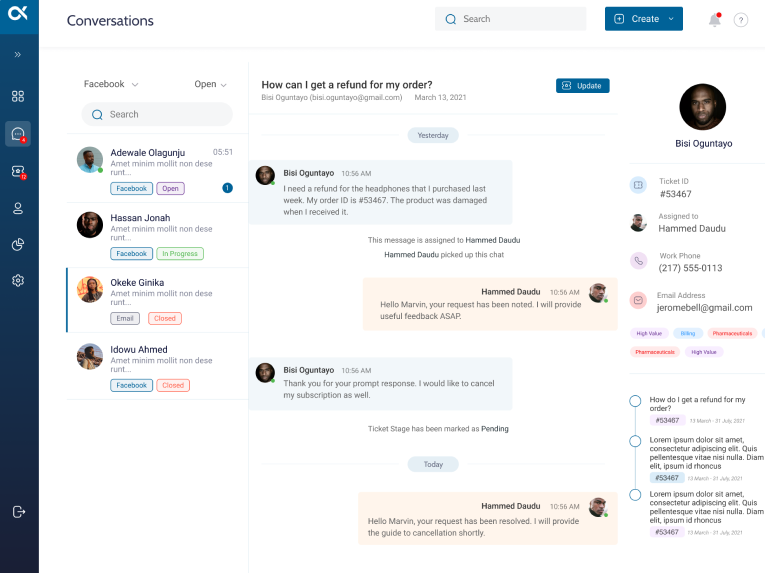 Conversations
Search
Create
?
4
12
Facebook
Open
Search
Adewale Olagunju
05:51
Amet minim mollit non dese
runt...
Facebook
Open
1
Hassan Jonah
Amet minim mollit non dese
runt...
Facebook
In Progress
Okeke Ginika
Amet minim mollit non dese
runt...
Email
Closed
Idowu Ahmed
Amet minim mollit non dese
runt...
Facebook
Closed
How can I get a refund for my order?
Bisi Oguntayo (bisi.oguntayo@gmail.com)
March 13, 2021
Update
Yesterday
Bisi Oguntayo
10:56 AM
I need a refund for the headphones that I purchased last
week. My order ID is #53467. The product was damaged
when I received it.
This message is assigned to Hammed Daudu
Hammed Daudu picked up this chat
Hammed Daudu
10:56 AM
Hello Marvin, your request has been noted. I will provide
useful feedback ASAP.
Bisi Oguntayo
10:56 AM
Thank you for your prompt response. I would like to cancel
my subscription as well.
Ticket Stage has been marked as Pending
Today
Hammed Daudu
10:56 AM
Hello Marvin, your request has been resolved. I will provide
the guide to cancellation shortly.
Bisi Oguntayo
Ticket ID
#53467
Assigned to
Hammed Daudu
Work Phone
(217) 555-0113
Email Address
jeromebell@gmail.com
High Value
Billing
Pharmaceuticals
Pharmaceuticals
High Value
How do I get a refund for my
order?
#53467
13 March - 31 July, 2021
Lorem ipsum dolor sit amet,
consectetur adipiscing elit. Quis
pellentesque vitae nisi nulla. Diam
elit, ipsum id rhoncus
#53467
13 March - 31 July, 2021
Lorem ipsum dolor sit amet,
consectetur adipiscing elit. Quis
pellentesque vitae nisi nulla. Diam
elit, ipsum id rhoncus
#53467
13 March - 31 July, 2021